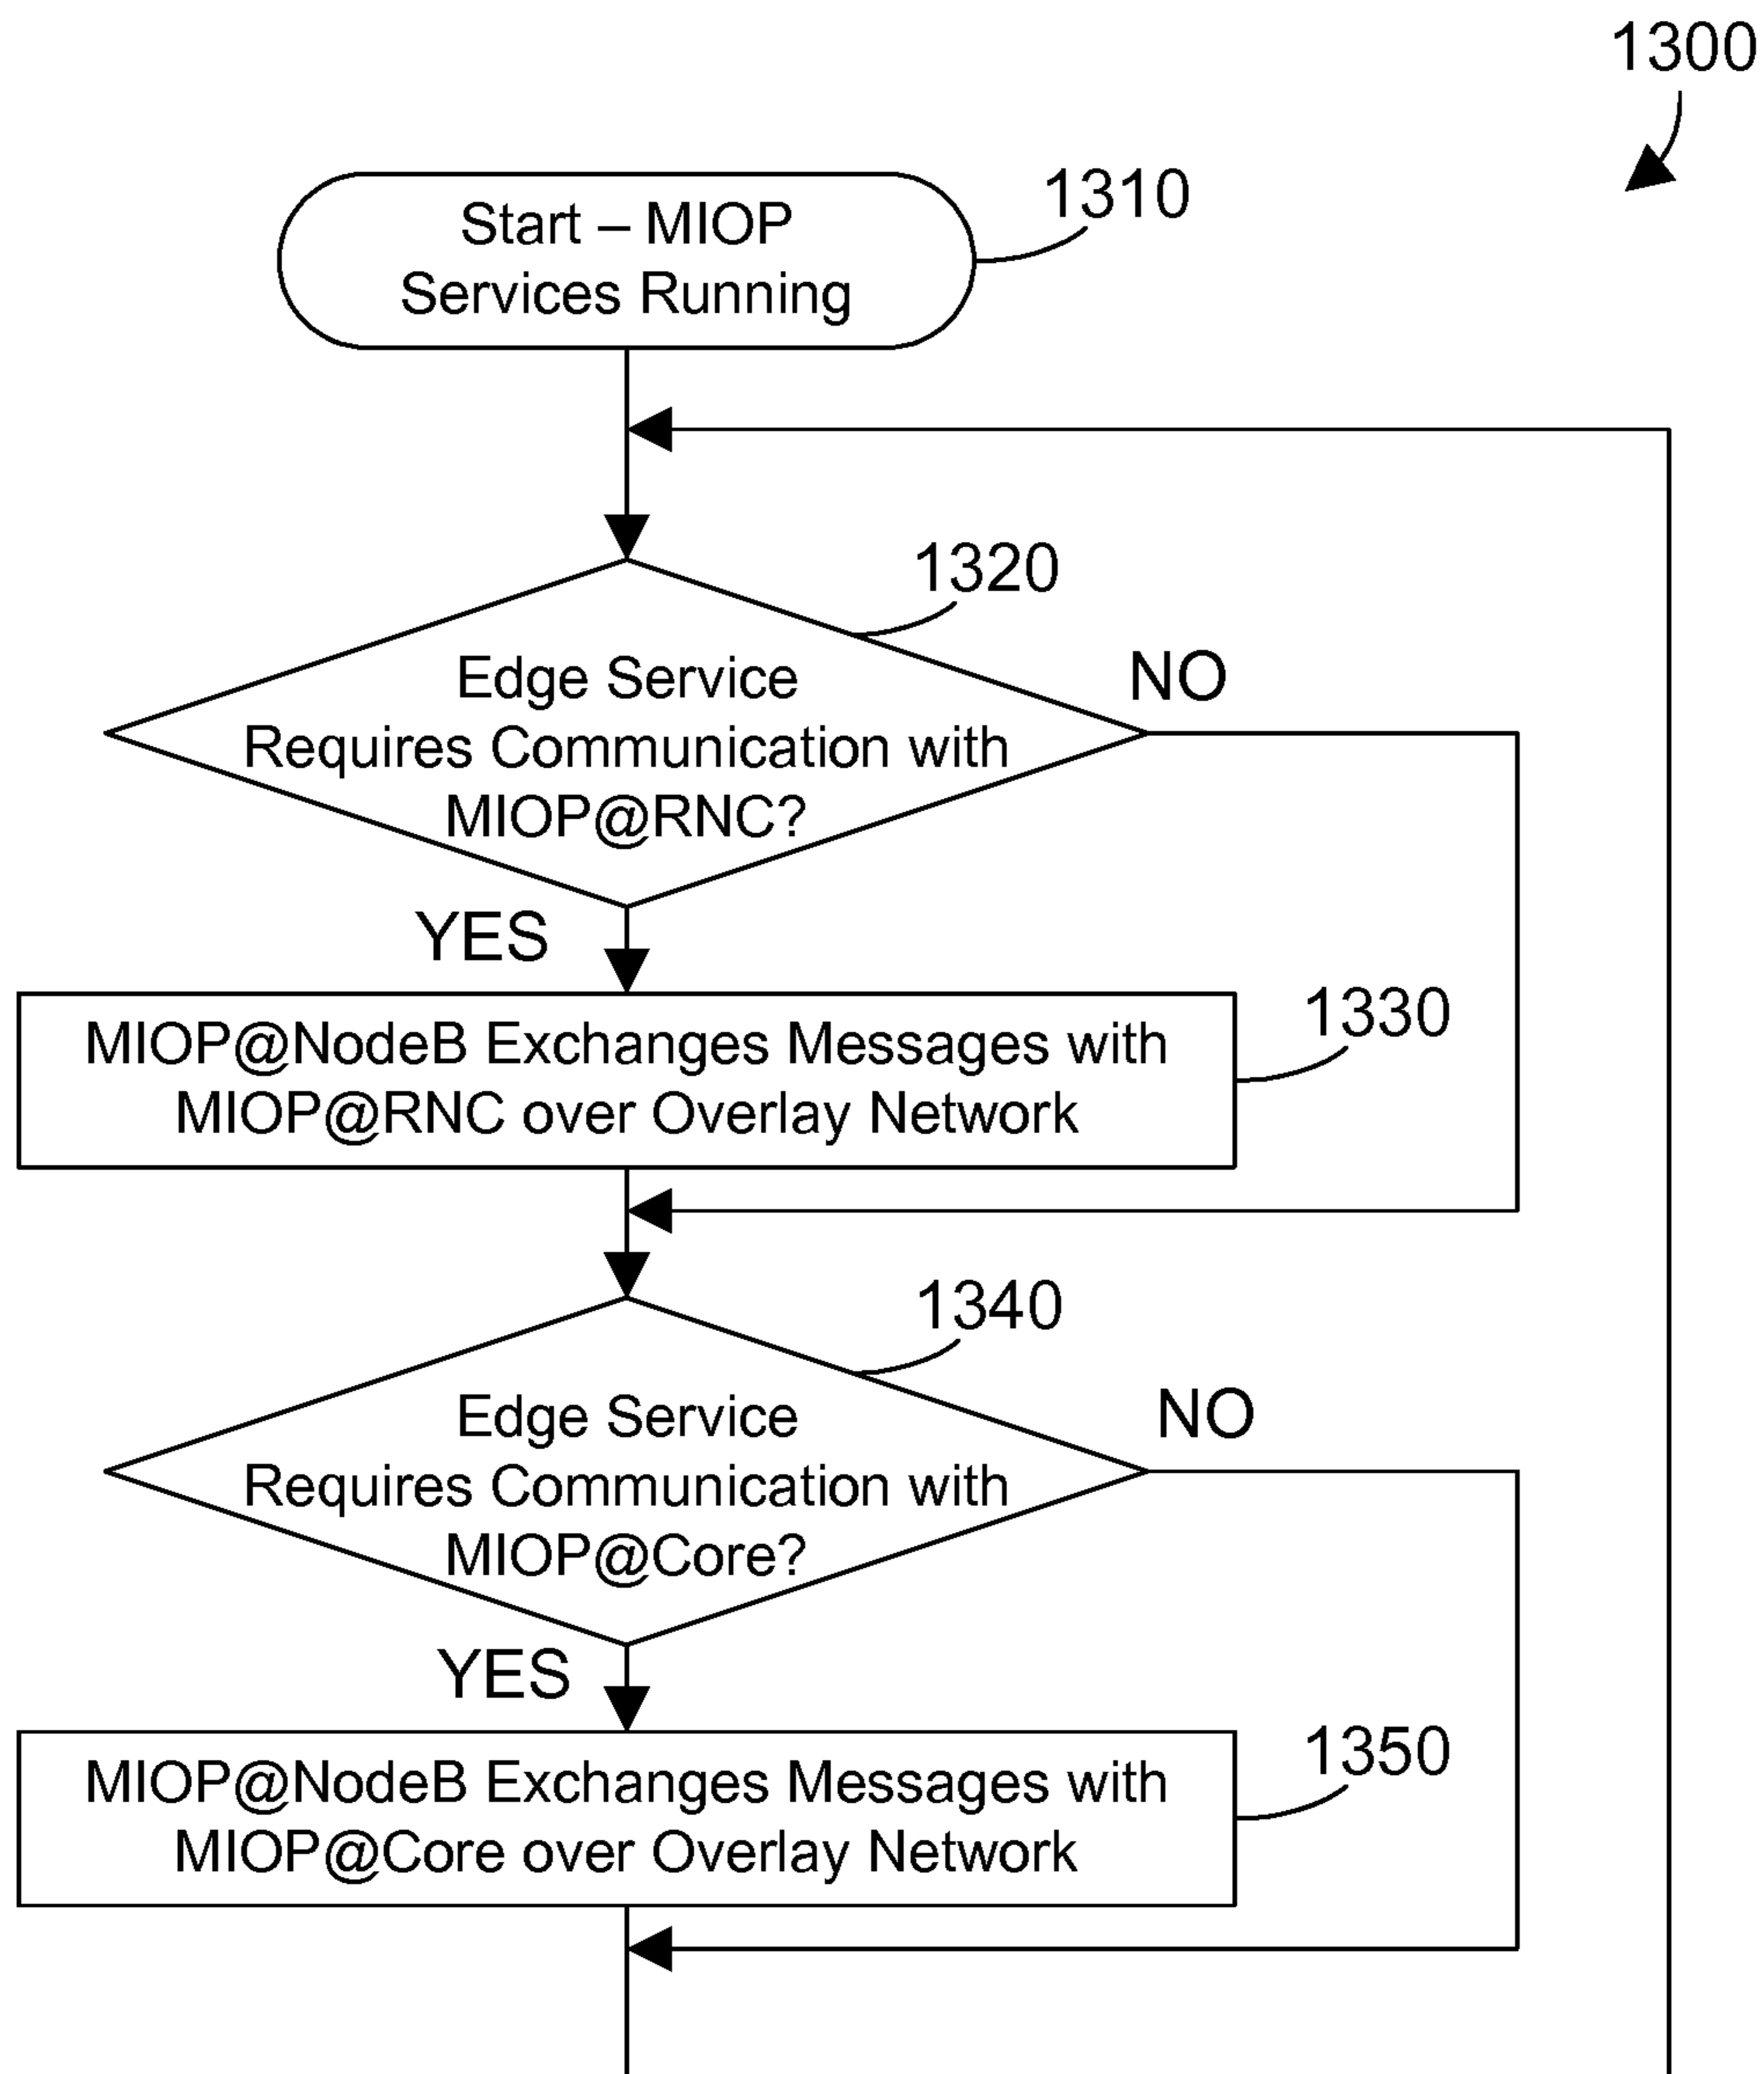 1300
Start – MIOP
Services Running
1310
1320
Edge Service
Requires Communication with
MIOP@RNC?
NO
YES
MIOP@NodeB Exchanges Messages with
MIOP@RNC over Overlay Network
1330
1340
Edge Service
Requires Communication with
MIOP@Core?
NO
YES
MIOP@NodeB Exchanges Messages with
MIOP@Core over Overlay Network
1350